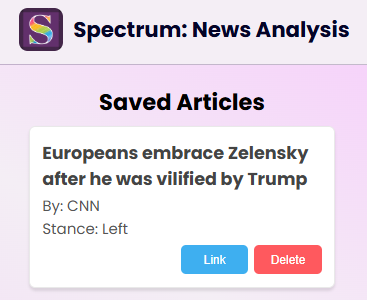 S
Spectrum: News Analysis
Saved Articles
Europeans embrace Zelensky
after he was vilified by Trump
By: CNN
Stance: Left
Link Delete